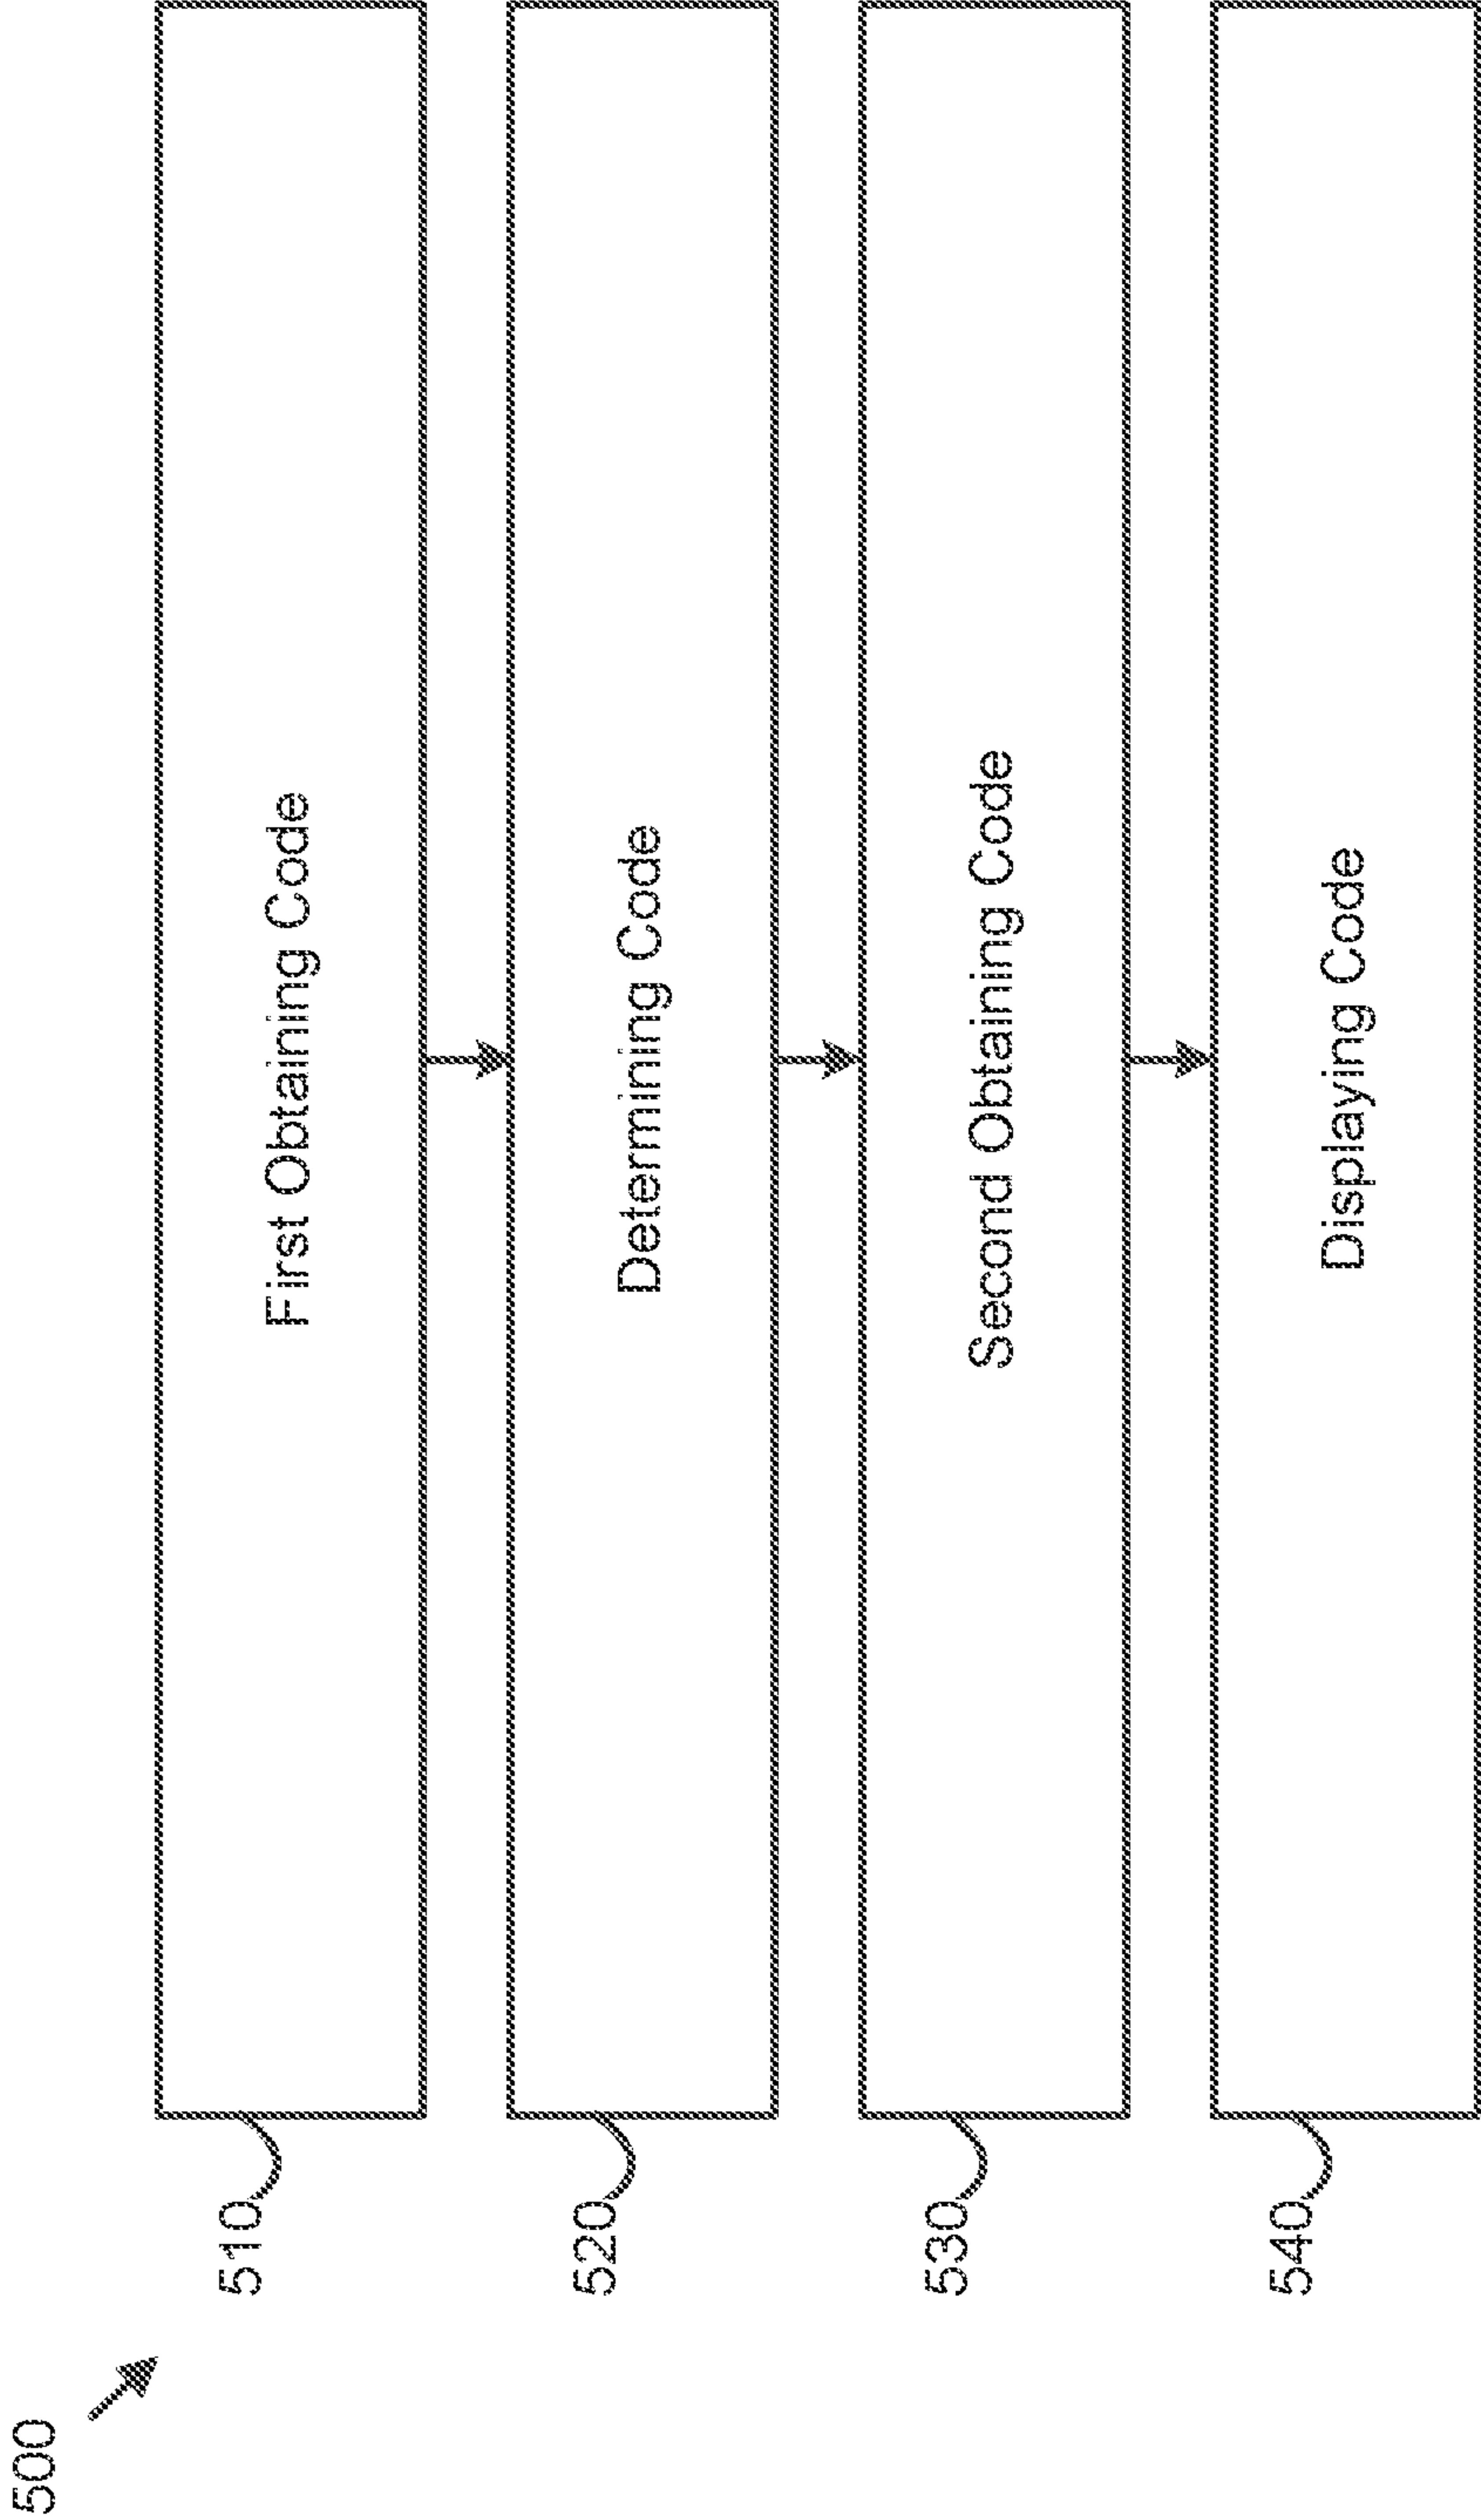 500
510
First Obtaining Code
520
Determining Code
530
Second Obtaining Code
540
Displaying Code